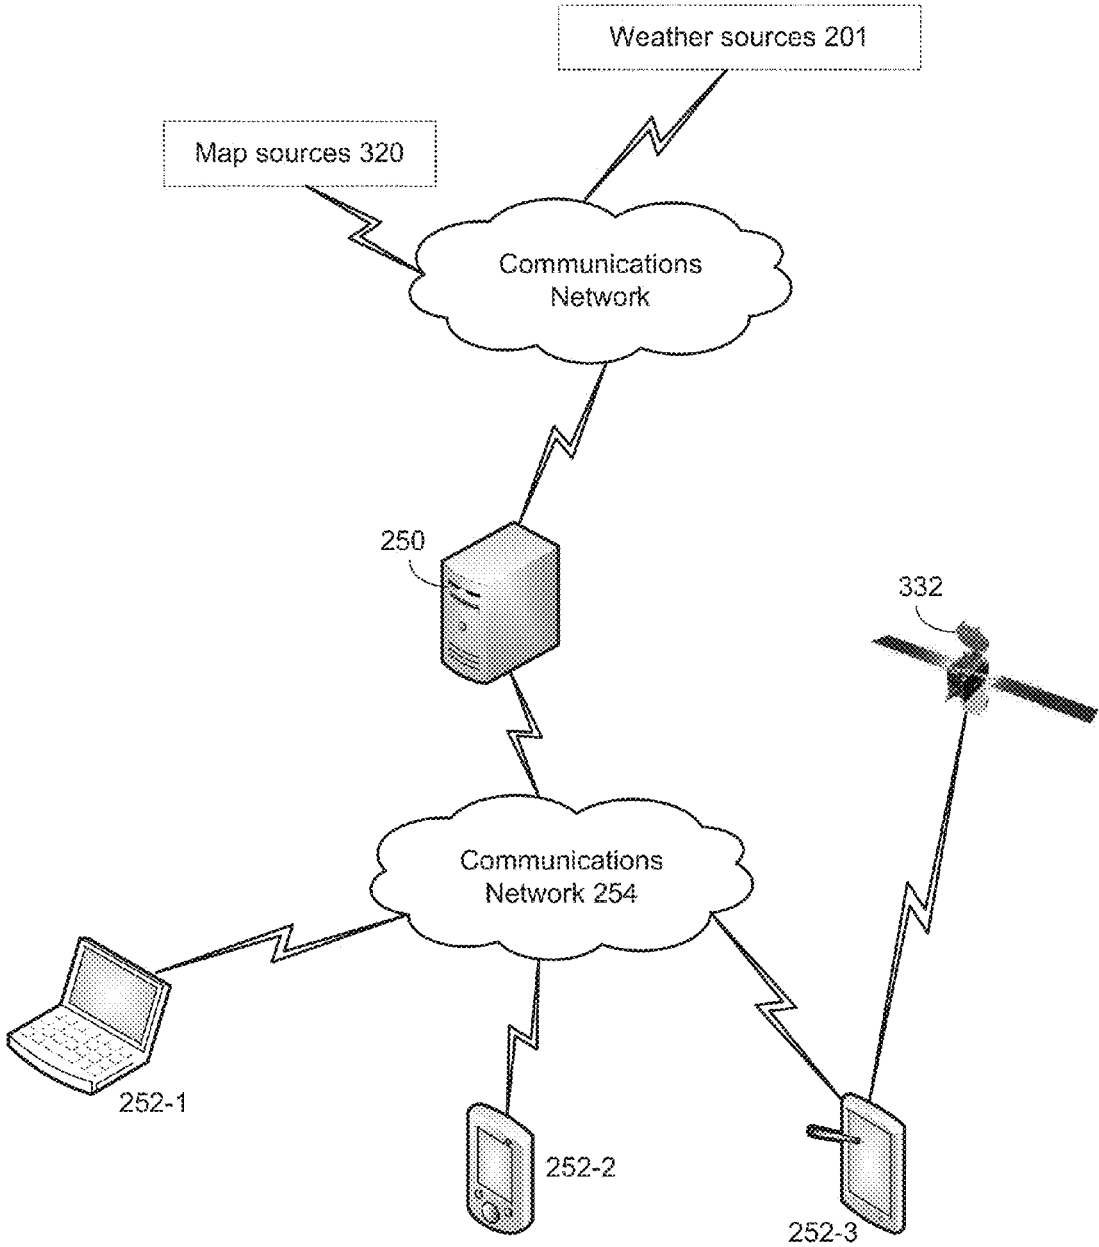 Weather sources 201
Map sources 320
Communications
Network
250
332
Communications
Network 254
252-1
252-2
252-3